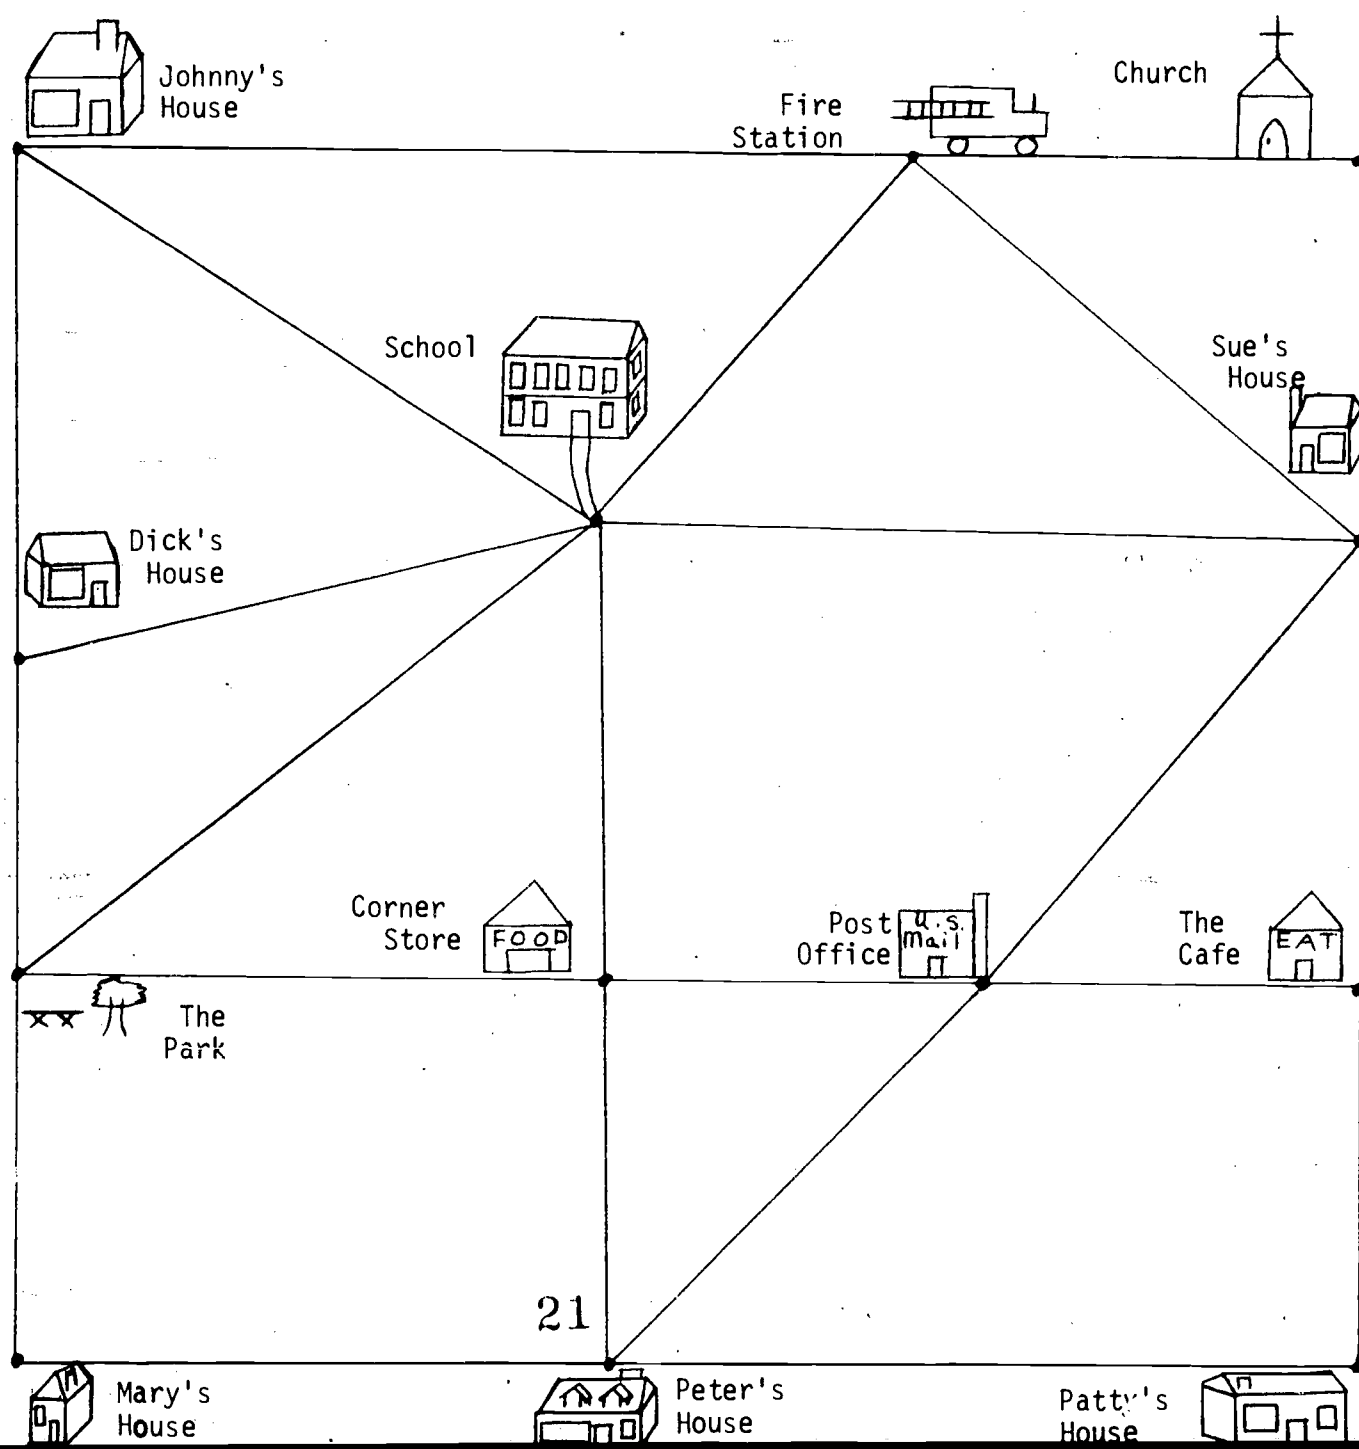 Johnny's
House
Fire
Station
Church
School
Sue's
House
Dick's
House
Corner
Store
FOOD
Post
Office
U.S.
Mail
The
Cafe
EAT
The
Park
21
Mary's
House
Peter's
House
Patty's
House